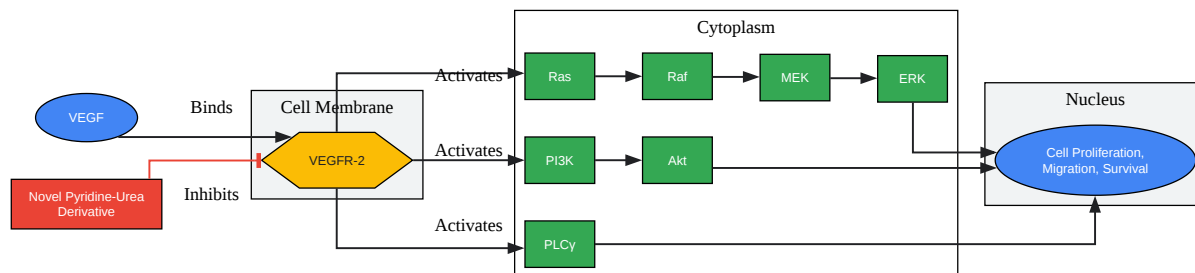 Cytoplasm
Activates
Ras
Raf
MEK
ERK
Binds
Cell Membrane
Nucleus
VEGF
VEGFR-2
Activates
PI3K
Akt
Cell Proliferation,
Migration, Survival
Novel Pyridine-Urea
Derivative
Inhibits
Activates
PLCγ